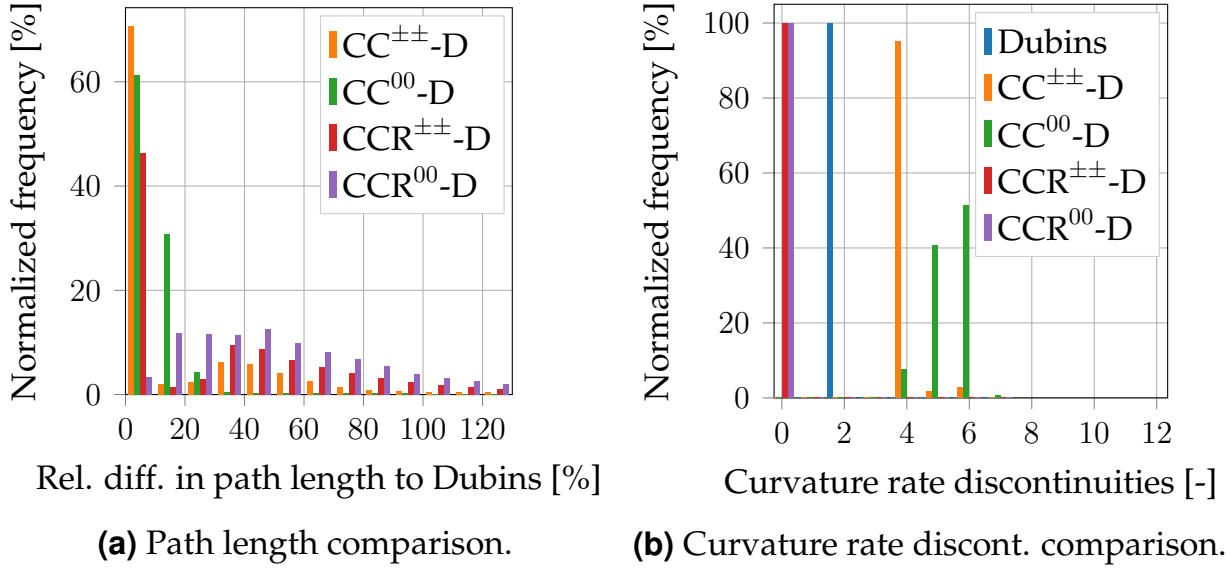 Normalized frequency [%]
60
40
20
0
CC±±-D
CC⁰⁰-D
CCR±±-D
CCR⁰⁰-D
0 20 40 60 80 100 120
Rel. diff. in path length to Dubins [%]
(a) Path length comparison.
Normalized frequency [%]
100
80
60
40
20
0
Dubins
CC±±-D
CC⁰⁰-D
CCR±±-D
CCR⁰⁰-D
0 2 4 6 8 10 12
Curvature rate discontinuities [-]
(b) Curvature rate discont. comparison.